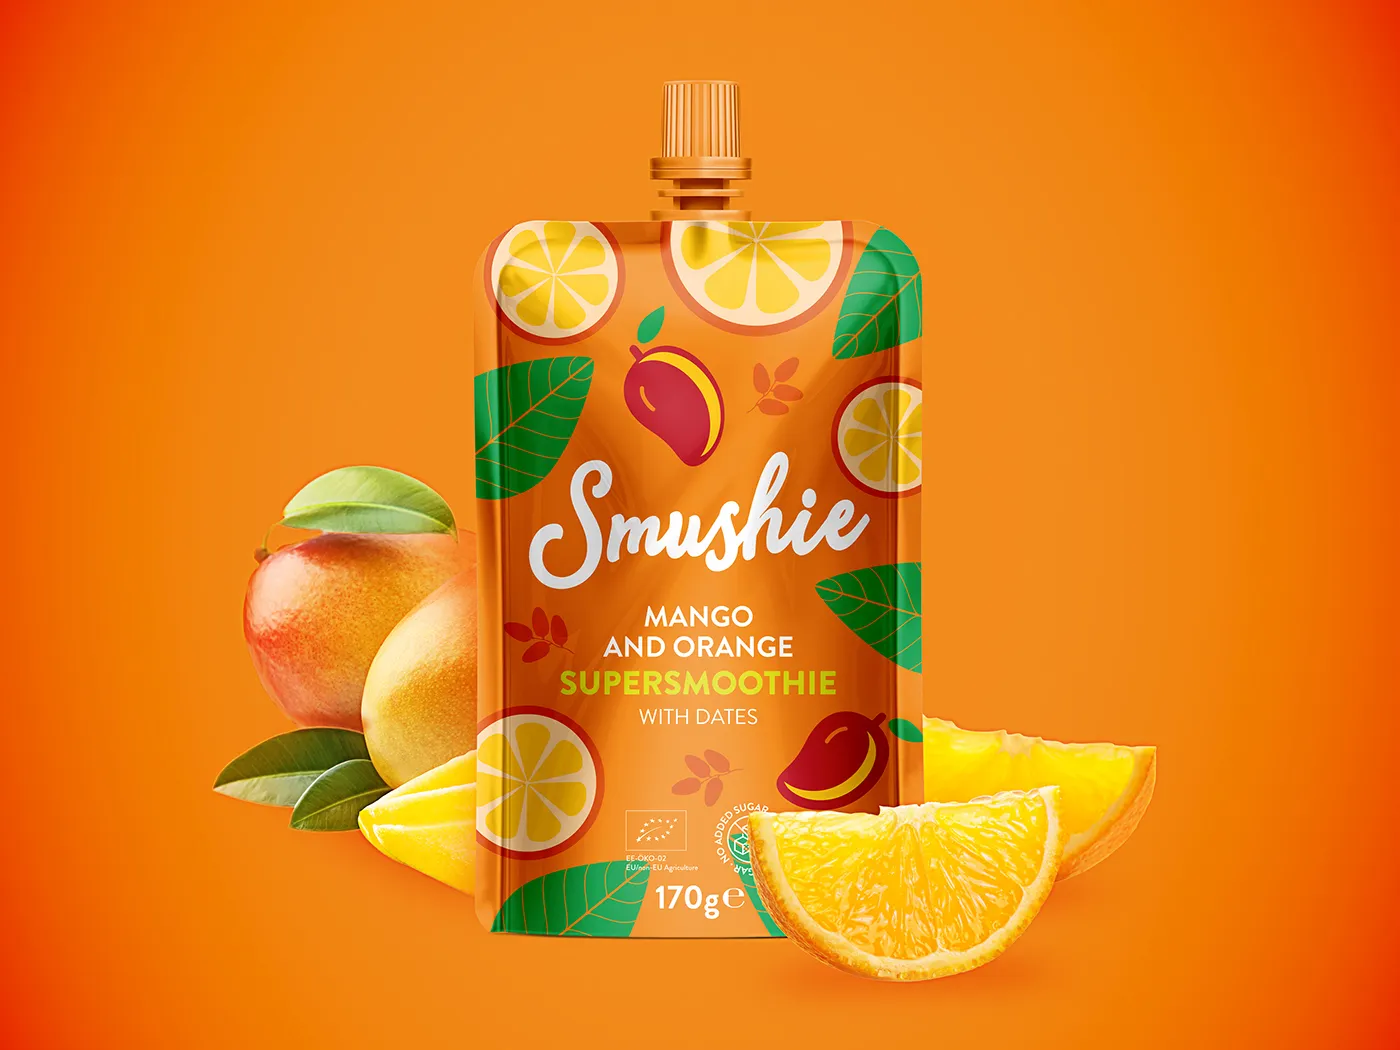 Smushie
MANGO
AND ORANGE
SUPERSMOOTHIE
WITH DATES
NO ADDED SUGAR
EE-ÖKO-02
EU/non-EU Agriculture
170g e